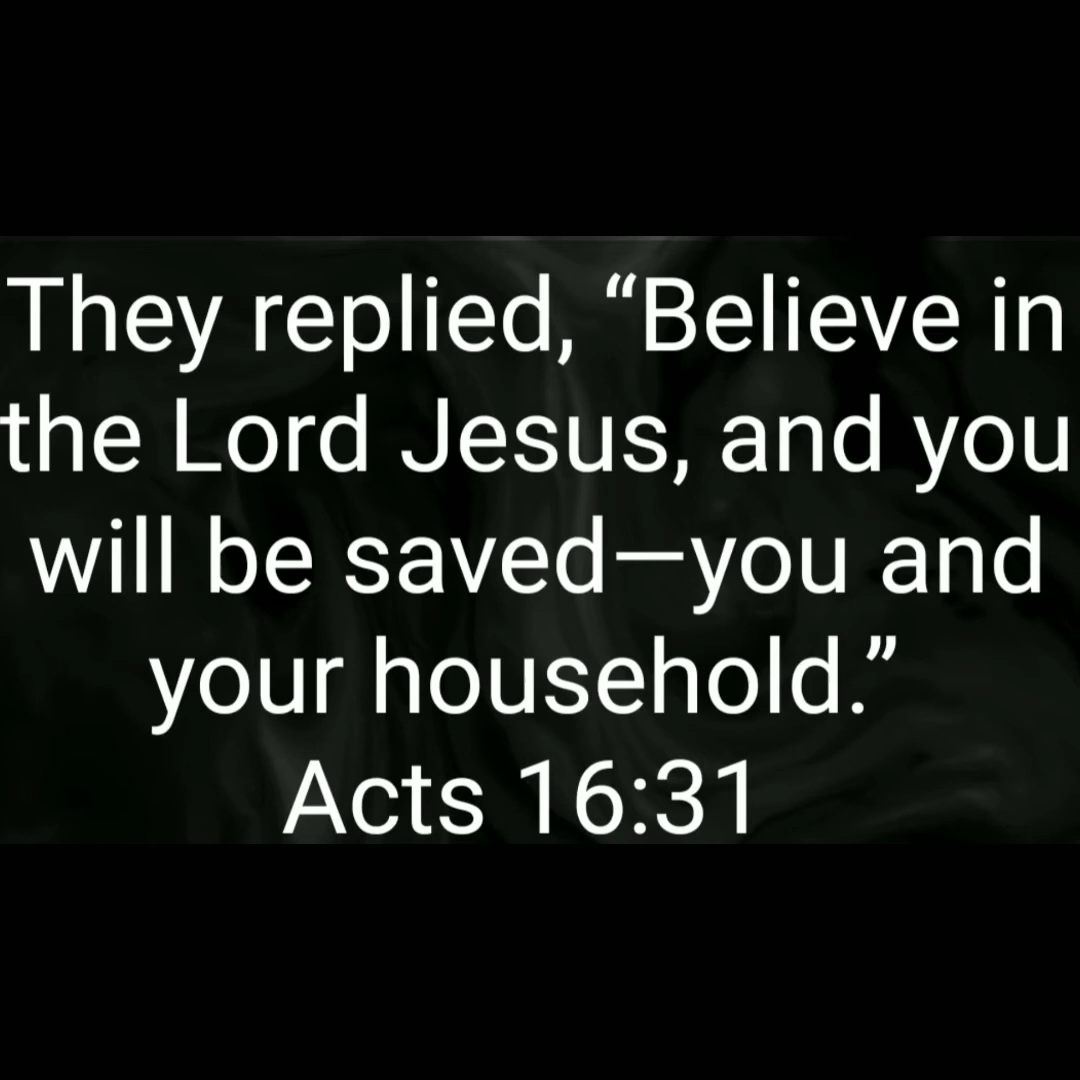 They replied, “Believe in
the Lord Jesus, and you
will be saved—you and
your household.”
Acts 16:31